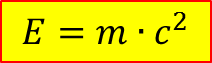 E = m · c²